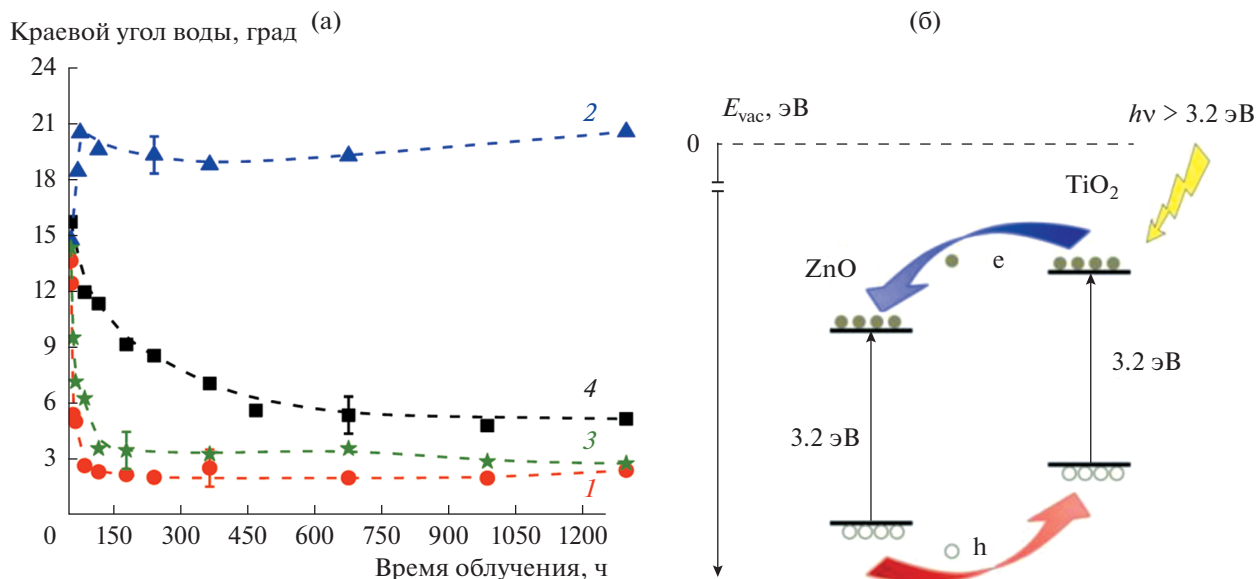 (а)
Краевой угол воды, град
24
21
18
15
12
9
6
3
0
150
300
450
600
750
900
1050
1200
Время облучения, ч
2
4
3
1
(б)
E_vac, эВ
hν > 3.2 эВ
0
TiO₂
ZnO
e
3.2 эВ
3.2 эВ
h